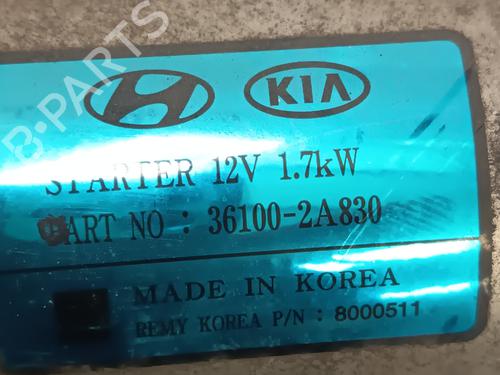 B-PARTS
KIA
STARTER 12V 1.7kW
PART NO : 36100-2A830
MADE IN KOREA
REMY KOREA P/N : 8000511